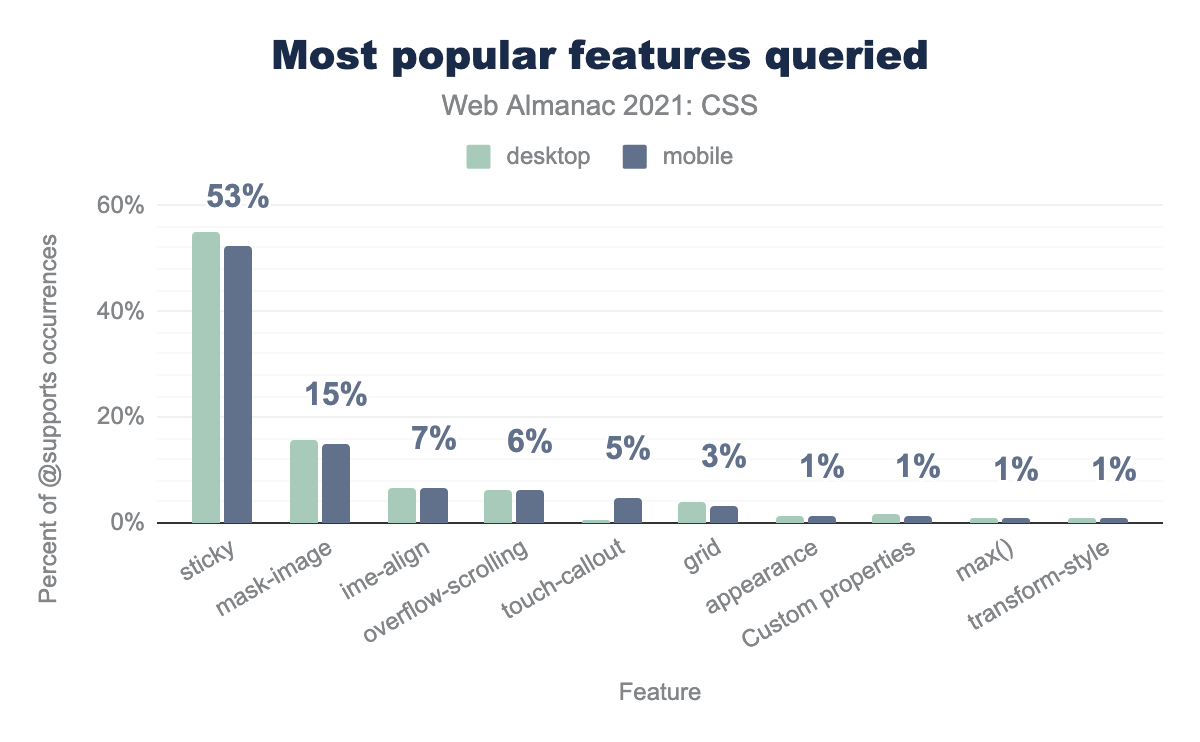 Most popular features queried
Web Almanac 2021: CSS
desktop
mobile
Percent of @supports occurrences
60%
40%
20%
0%
53%
15%
7%
6%
5%
3%
1%
1%
1%
1%
sticky
mask-image
ime-align
overflow-scrolling
touch-callout
grid
appearance
Custom properties
max()
transform-style
Feature